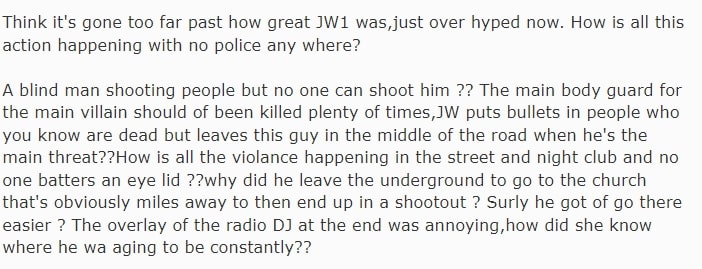 Think it's gone too far past how great JW1 was,just over hyped now. How is all this
action happening with no police any where?
A blind man shooting people but no one can shoot him ?? The main body guard for
the main villain should of been killed plenty of times,JW puts bullets in people who
you know are dead but leaves this guy in the middle of the road when he's the
main threat??How is all the violance happening in the street and night club and no
one batters an eye lid ??why did he leave the underground to go to the church
that's obviously miles away to then end up in a shootout ? Surly he got of go there
easier ? The overlay of the radio DJ at the end was annoying,how did she know
where he wa aging to be constantly??